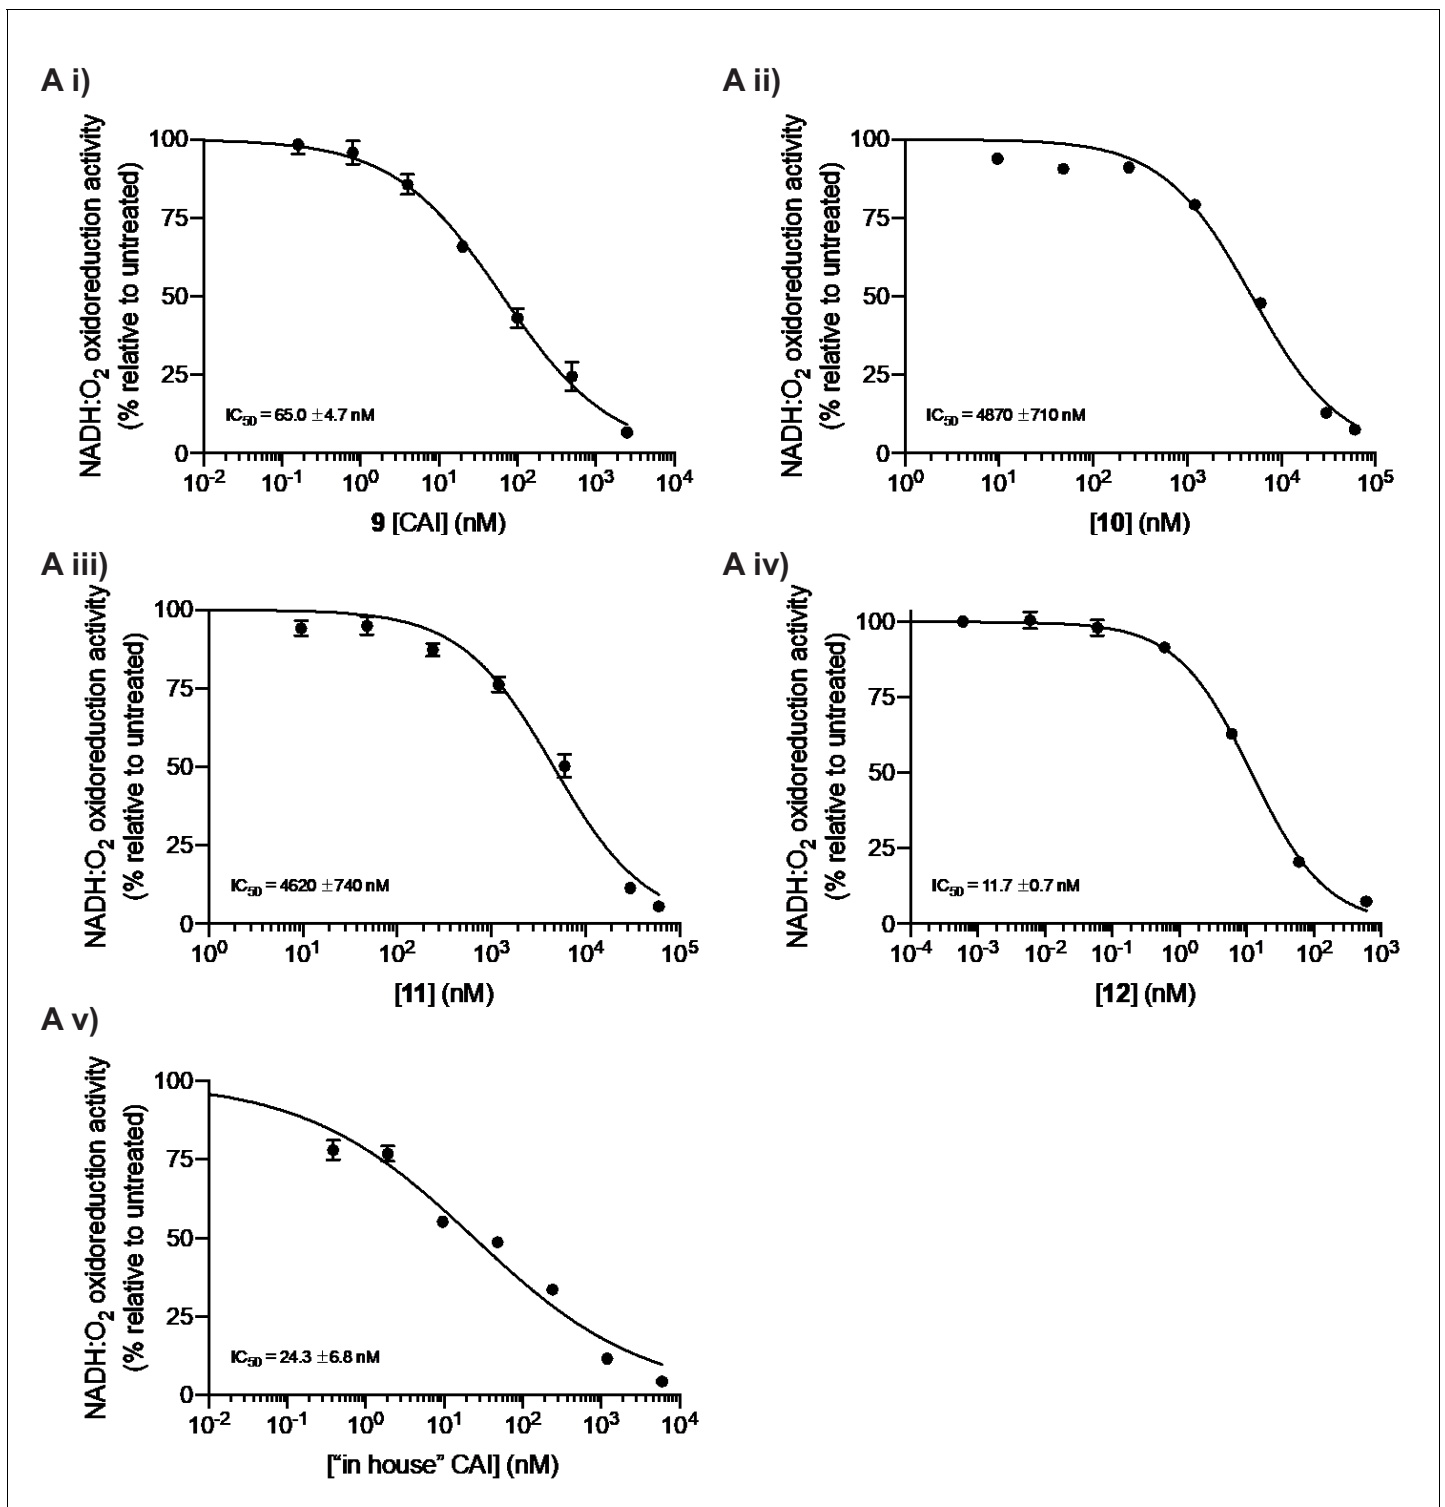 A i)
NADH:O2 oxidoreduction activity
(% relative to untreated)
100
75
50
25
0
IC50 = 65.0 ±4.7 nM
10-2 10-1 100 101 102 103 104
9 [CAI] (nM)
A ii)
NADH:O2 oxidoreduction activity
(% relative to untreated)
100
75
50
25
0
IC50 = 4870 ±710 nM
100 101 102 103 104 105
[10] (nM)
A iii)
NADH:O2 oxidoreduction activity
(% relative to untreated)
100
75
50
25
0
IC50 = 4620 ±740 nM
100 101 102 103 104 105
[11] (nM)
A iv)
NADH:O2 oxidoreduction activity
(% relative to untreated)
100
75
50
25
0
IC50 = 11.7 ±0.7 nM
10-4 10-3 10-2 10-1 100 101 102 103
[12] (nM)
A v)
NADH:O2 oxidoreduction activity
(% relative to untreated)
100
75
50
25
0
IC50 = 24.3 ±6.8 nM
10-2 10-1 100 101 102 103 104
[“in house” CAI] (nM)